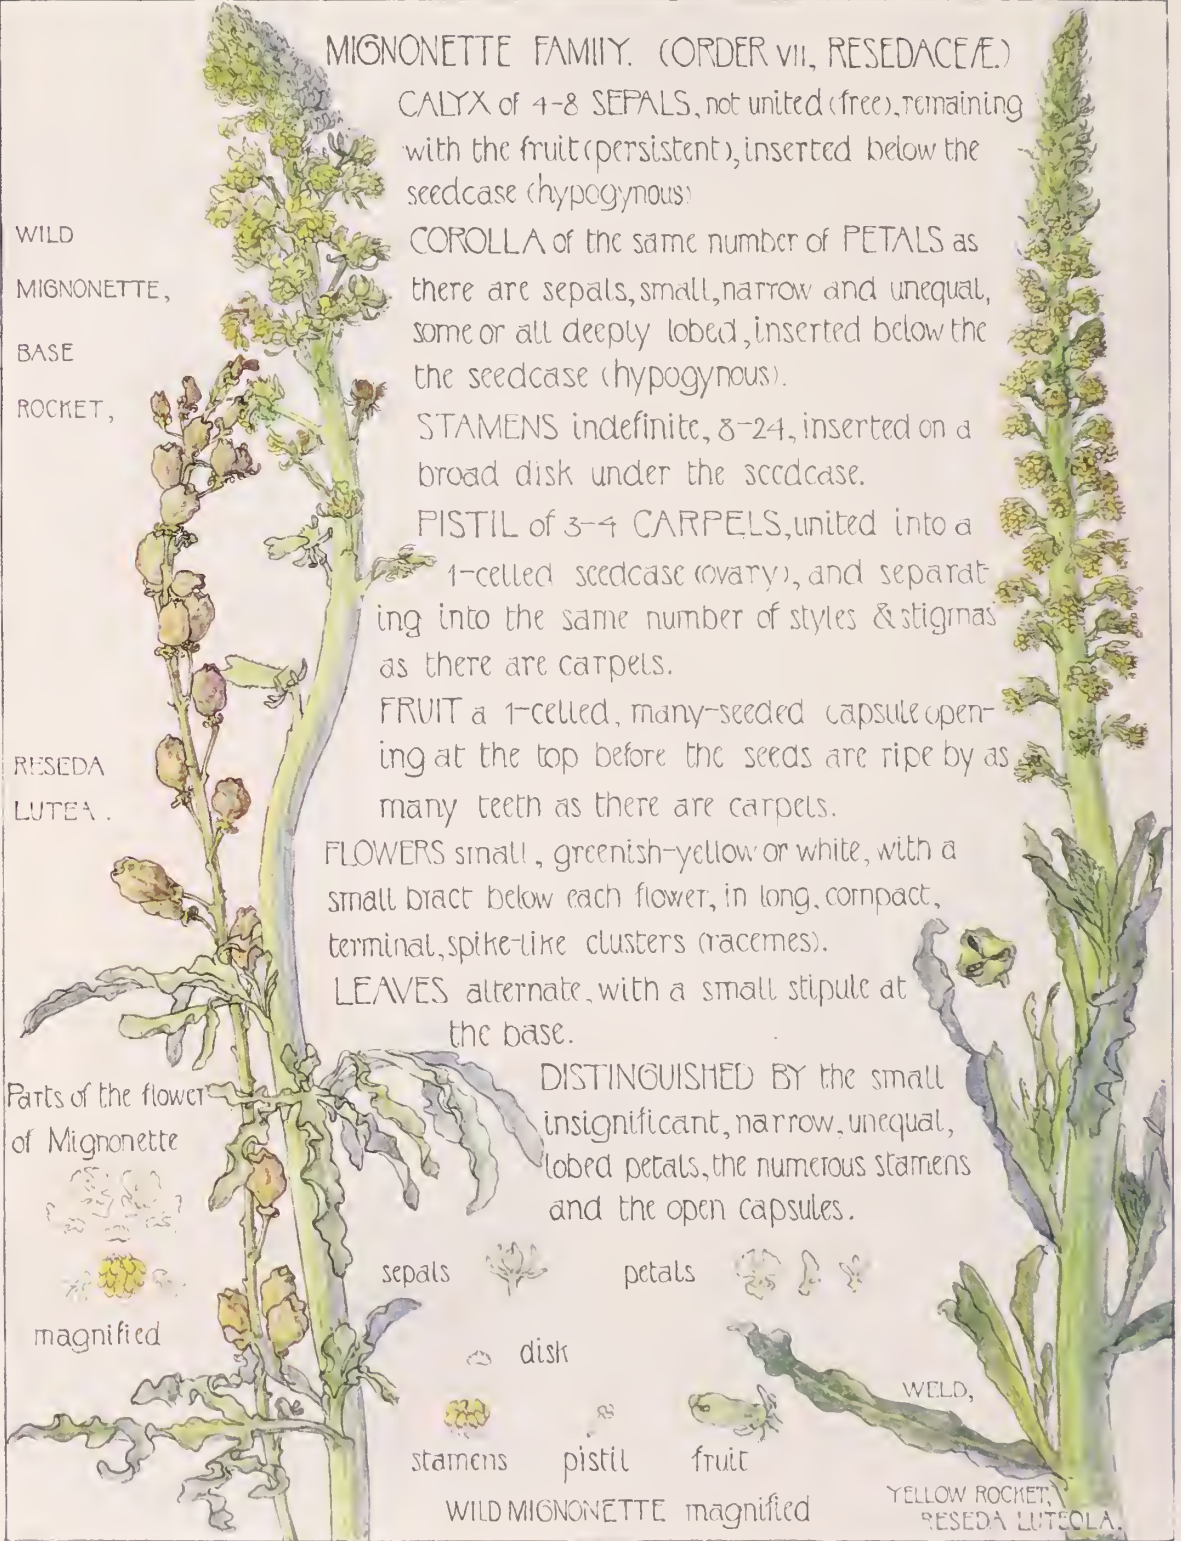 MIGNONETTE FAMILY. (ORDER VII, RESEDACEÆ.)
CALYX of 4-8 SEPALS, not united (free), remaining
with the fruit (persistent), inserted below the
seedcase (hypogynous)
COROLLA of the same number of PETALS as
there are sepals, small, narrow and unequal,
some or all deeply lobed, inserted below the
the seedcase (hypogynous).
STAMENS indefinite, 8-24, inserted on a
broad disk under the seedcase.
PISTIL of 3-4 CARPELS, united into a
1-celled seedcase (ovary), and separat-
ing into the same number of styles & stigmas
as there are carpels.
FRUIT a 1-celled, many-seeded capsule open-
ing at the top before the seeds are ripe by as
many teeth as there are carpels.
FLOWERS small, greenish-yellow or white, with a
small bract below each flower, in long, compact,
terminal, spike-like clusters (racemes).
LEAVES alternate, with a small stipule at
the base.
DISTINGUISHED BY the small
insignificant, narrow, unequal,
lobed petals, the numerous stamens
and the open capsules.
WILD
MIGNONETTE,
BASE
ROCKET,
RESEDA
LUTEA.
Parts of the flower
of Mignonette
magnified
sepals
petals
disk
stamens
pistil
fruit
WILD MIGNONETTE magnified
WELD,
YELLOW ROCKET,
RESEDA LUTEOLA.